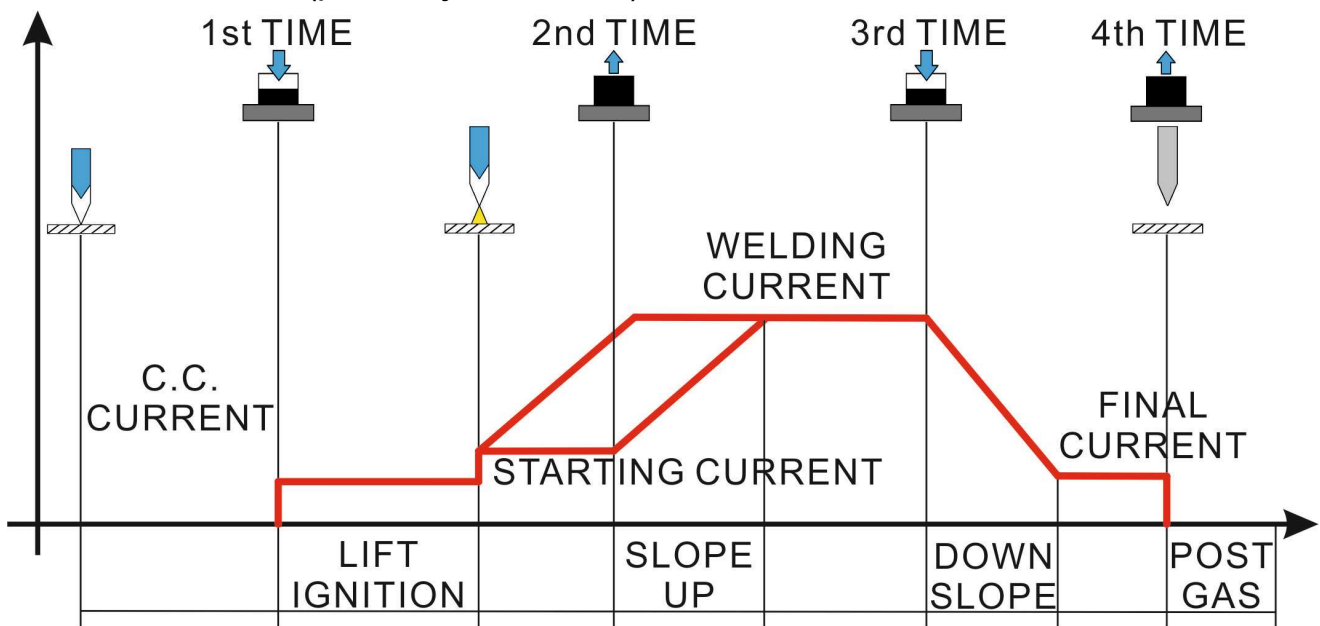 1st TIME
2nd TIME
3rd TIME
4th TIME
WELDING
CURRENT
C.C.
CURRENT
FINAL
CURRENT
STARTING CURRENT
LIFT
IGNITION
SLOPE
UP
DOWN
SLOPE
POST
GAS